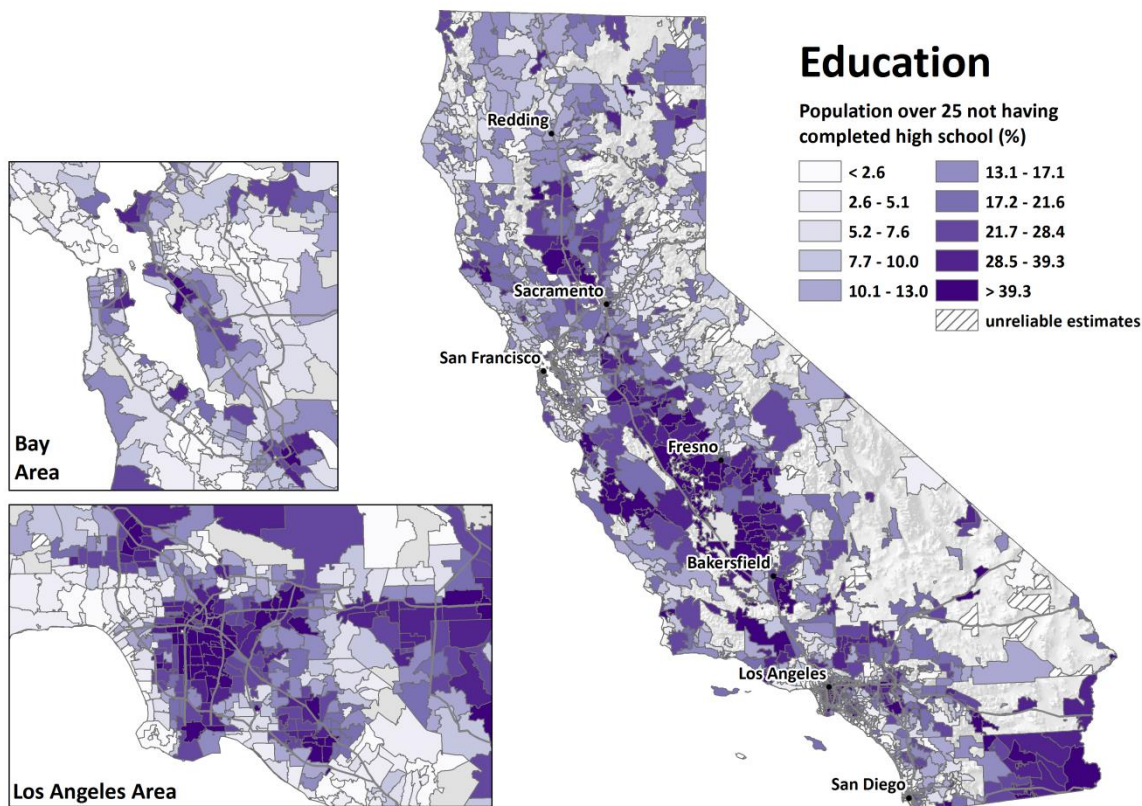 Education
Population over 25 not having
completed high school (%)
< 2.6
2.6 - 5.1
5.2 - 7.6
7.7 - 10.0
10.1 - 13.0
13.1 - 17.1
17.2 - 21.6
21.7 - 28.4
28.5 - 39.3
> 39.3
unreliable estimates
Redding
Sacramento
San Francisco
Fresno
Bakersfield
Los Angeles
San Diego
Bay
Area
Los Angeles Area